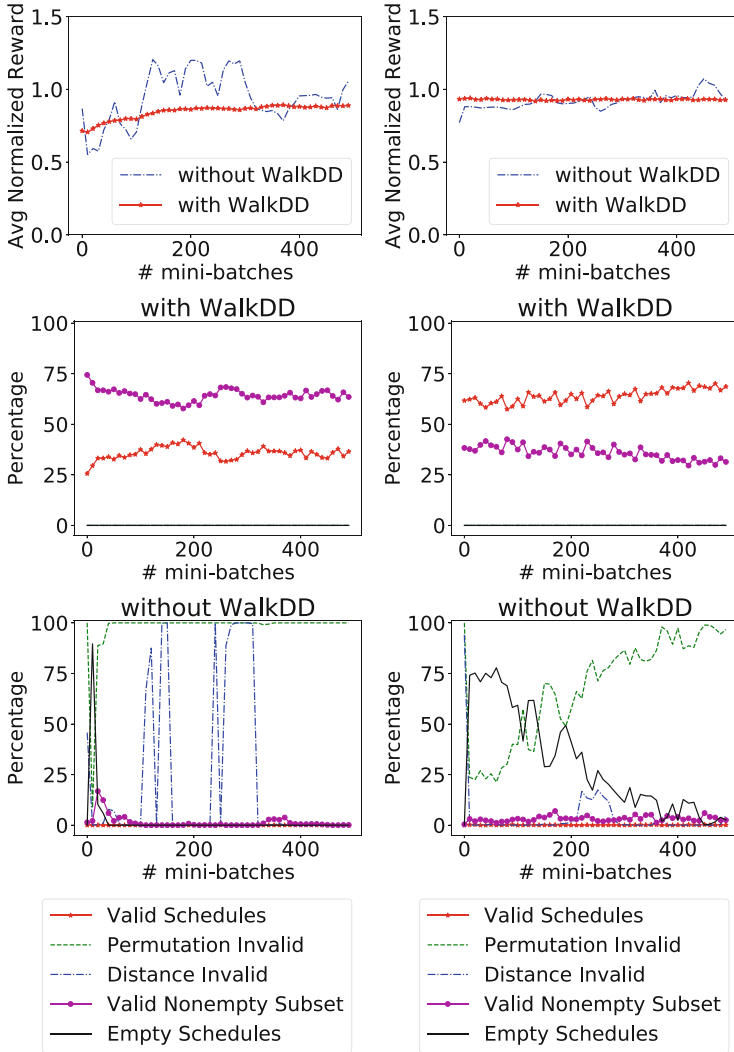 1.5
1.0
0.5
0.0
Avg Normalized Reward
without WalkDD
with WalkDD
0
200
400
# mini-batches
1.5
1.0
0.5
0.0
Avg Normalized Reward
without WalkDD
with WalkDD
0
200
400
# mini-batches
with WalkDD
100
75
50
25
0
Percentage
0
200
400
# mini-batches
with WalkDD
100
75
50
25
0
Percentage
0
200
400
# mini-batches
without WalkDD
100
75
50
25
0
Percentage
0
200
400
# mini-batches
without WalkDD
100
75
50
25
0
Percentage
0
200
400
# mini-batches
Valid Schedules
Permutation Invalid
Distance Invalid
Valid Nonempty Subset
Empty Schedules
Valid Schedules
Permutation Invalid
Distance Invalid
Valid Nonempty Subset
Empty Schedules